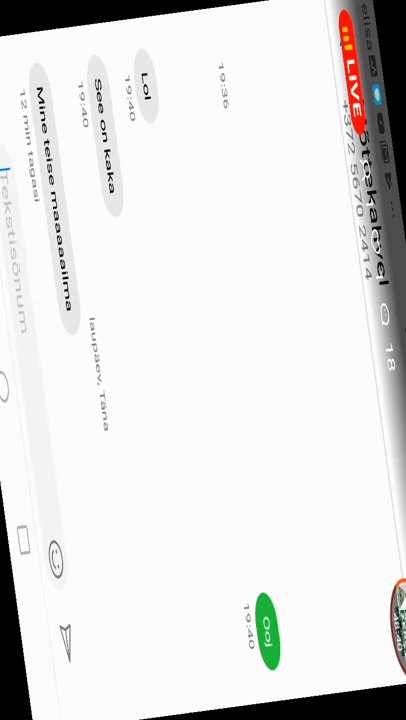 elisa
LIVE
18
+372 5670 2414
19:36
Ooj
19:40
Lol
19:40
See on kaka
19:40
laupäev, Täna
Mine teise maaaaailma
12 min tagasi
Tekstisõnum